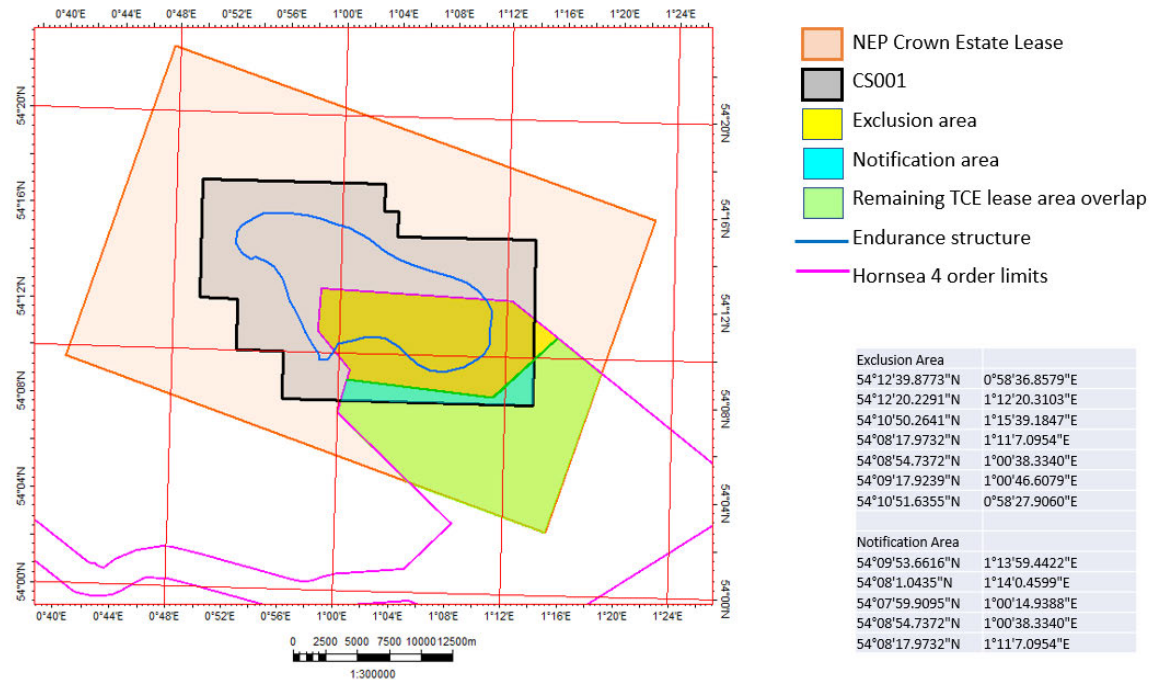 0°40'E 0°44'E 0°48'E 0°52'E 0°56'E 1°00'E 1°04'E 1°08'E 1°12'E 1°16'E 1°20'E 1°24'E
54°20'N
54°16'N
54°12'N
54°08'N
54°04'N
54°00'N
54°20'N
54°16'N
54°12'N
54°08'N
54°04'N
54°00'N
0°40'E 0°44'E 0°48'E 0°52'E 0°56'E 1°00'E 1°04'E 1°08'E 1°12'E 1°16'E 1°20'E 1°24'E
0 2500 5000 7500 10000 12500m
1:300000
NEP Crown Estate Lease
CS001
Exclusion area
Notification area
Remaining TCE lease area overlap
Endurance structure
Hornsea 4 order limits
Exclusion Area
54°12'39.8773"N 0°58'36.8579"E
54°12'20.2291"N 1°12'20.3103"E
54°10'50.2641"N 1°15'39.1847"E
54°08'17.9732"N 1°11'7.0954"E
54°08'54.7372"N 1°00'38.3340"E
54°09'17.9239"N 1°00'46.6079"E
54°10'51.6355"N 0°58'27.9060"E
Notification Area
54°09'53.6616"N 1°13'59.4422"E
54°08'1.0435"N 1°14'0.4599"E
54°07'59.9095"N 1°00'14.9388"E
54°08'54.7372"N 1°00'38.3340"E
54°08'17.9732"N 1°11'7.0954"E